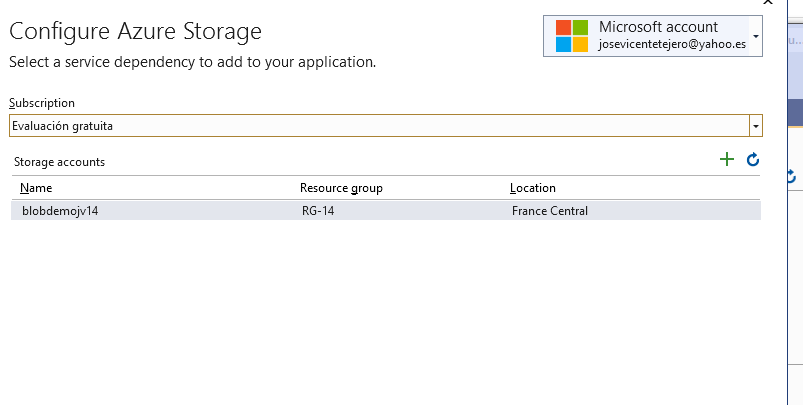 Configure Azure Storage
Microsoft account
josevicentetejero@yahoo.es
Select a service dependency to add to your application.
Subscription
Evaluación gratuita
Storage accounts
Name Resource group Location
blobdemojv14 RG-14 France Central